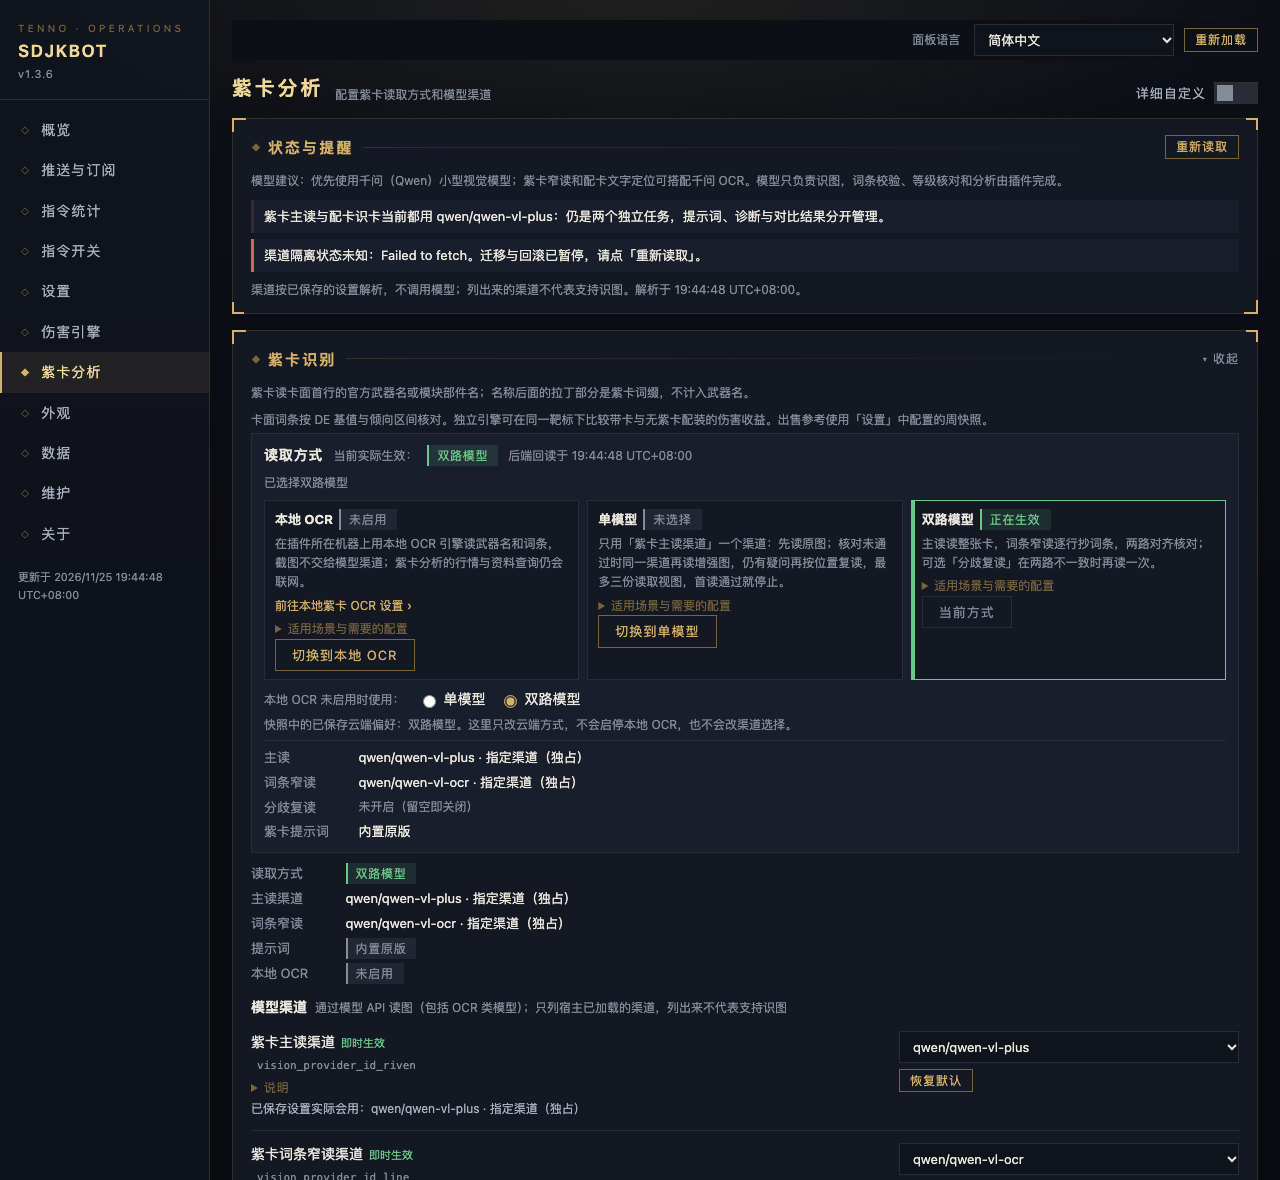 TENNO · OPERATIONS
SDJKBOT
v1.3.6
概览
推送与订阅
指令统计
指令开关
设置
伤害引擎
紫卡分析
外观
数据
维护
关于
更新于 2026/11/25 19:44:48
UTC+08:00
面板语言
简体中文
重新加载
紫卡分析
配置紫卡读取方式和模型渠道
详细自定义
状态与提醒
重新读取
模型建议：优先使用千问（Qwen）小型视觉模型；紫卡窄读和配卡文字定位可搭配千问 OCR。模型只负责识图，词条校验、等级核对和分析由插件完成。
紫卡主读与配卡识卡当前都用 qwen/qwen-vl-plus：仍是两个独立任务，提示词、诊断与对比结果分开管理。
渠道隔离状态未知：Failed to fetch。迁移与回滚已暂停，请点「重新读取」。
渠道按已保存的设置解析，不调用模型；列出来的渠道不代表支持识图。解析于 19:44:48 UTC+08:00。
紫卡识别
收起
紫卡读卡面首行的官方武器名或模块部件名；名称后面的拉丁部分是紫卡词缀，不计入武器名。
卡面词条按 DE 基值与倾向区间核对。独立引擎可在同一靶标下比较带卡与无紫卡配装的伤害收益。出售参考使用「设置」中配置的周快照。
读取方式 当前实际生效： 双路模型 后端回读于 19:44:48 UTC+08:00
已选择双路模型
本地 OCR 未启用
在插件所在机器上用本地 OCR 引擎读武器名和词条，
截图不交给模型渠道；紫卡分析的行情与资料查询仍会
联网。
前往本地紫卡 OCR 设置 ›
▶ 适用场景与需要的配置
切换到本地 OCR
单模型 未选择
只用「紫卡主读渠道」一个渠道：先读原图；核对未通
过时同一渠道再读增强图，仍有疑问再按位置复读，最
多三份读取视图，首读通过就停止。
▶ 适用场景与需要的配置
切换到单模型
双路模型 正在生效
主读读整张卡，词条窄读逐行抄词条，两路对齐核对；
可选「分歧复读」在两路不一致时再读一次。
▶ 适用场景与需要的配置
当前方式
本地 OCR 未启用时使用： 单模型 双路模型
快照中的已保存云端偏好：双路模型。这里只改云端方式，不会启停本地 OCR，也不会改渠道选择。
主读 qwen/qwen-vl-plus · 指定渠道（独占）
词条窄读 qwen/qwen-vl-ocr · 指定渠道（独占）
分歧复读 未开启（留空即关闭）
紫卡提示词 内置原版
读取方式 双路模型
主读渠道 qwen/qwen-vl-plus · 指定渠道（独占）
词条窄读 qwen/qwen-vl-ocr · 指定渠道（独占）
提示词 内置原版
本地 OCR 未启用
模型渠道 通过模型 API 读图（包括 OCR 类模型）；只列宿主已加载的渠道，列出来不代表支持识图
紫卡主读渠道 即时生效
vision_provider_id_riven
▶ 说明
已保存设置实际会用：qwen/qwen-vl-plus · 指定渠道（独占）
qwen/qwen-vl-plus
恢复默认
紫卡词条窄读渠道 即时生效
vision_provider_id_line
qwen/qwen-vl-ocr